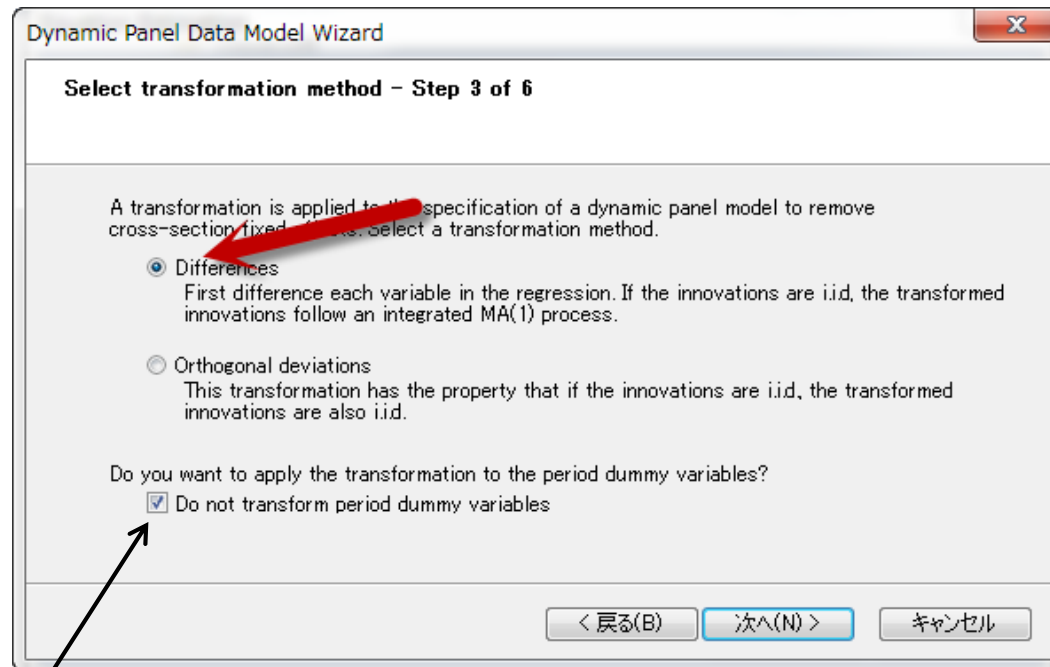 Dynamic Panel Data Model Wizard
Select transformation method - Step 3 of 6
A transformation is applied to specification of a dynamic panel model to remove
cross-section fixed Select a transformation method.
Differences
First difference each variable in the regression. If the innovations are i.i.d, the transformed
innovations follow an integrated MA(1) process.
Orthogonal deviations
This transformation has the property that if the innovations are i.i.d, the transformed
innovations are also i.i.d.
Do you want to apply the transformation to the period dummy variables?
Do not transform period dummy variables
< 戻る(B)
次へ(N) >
キャンセル